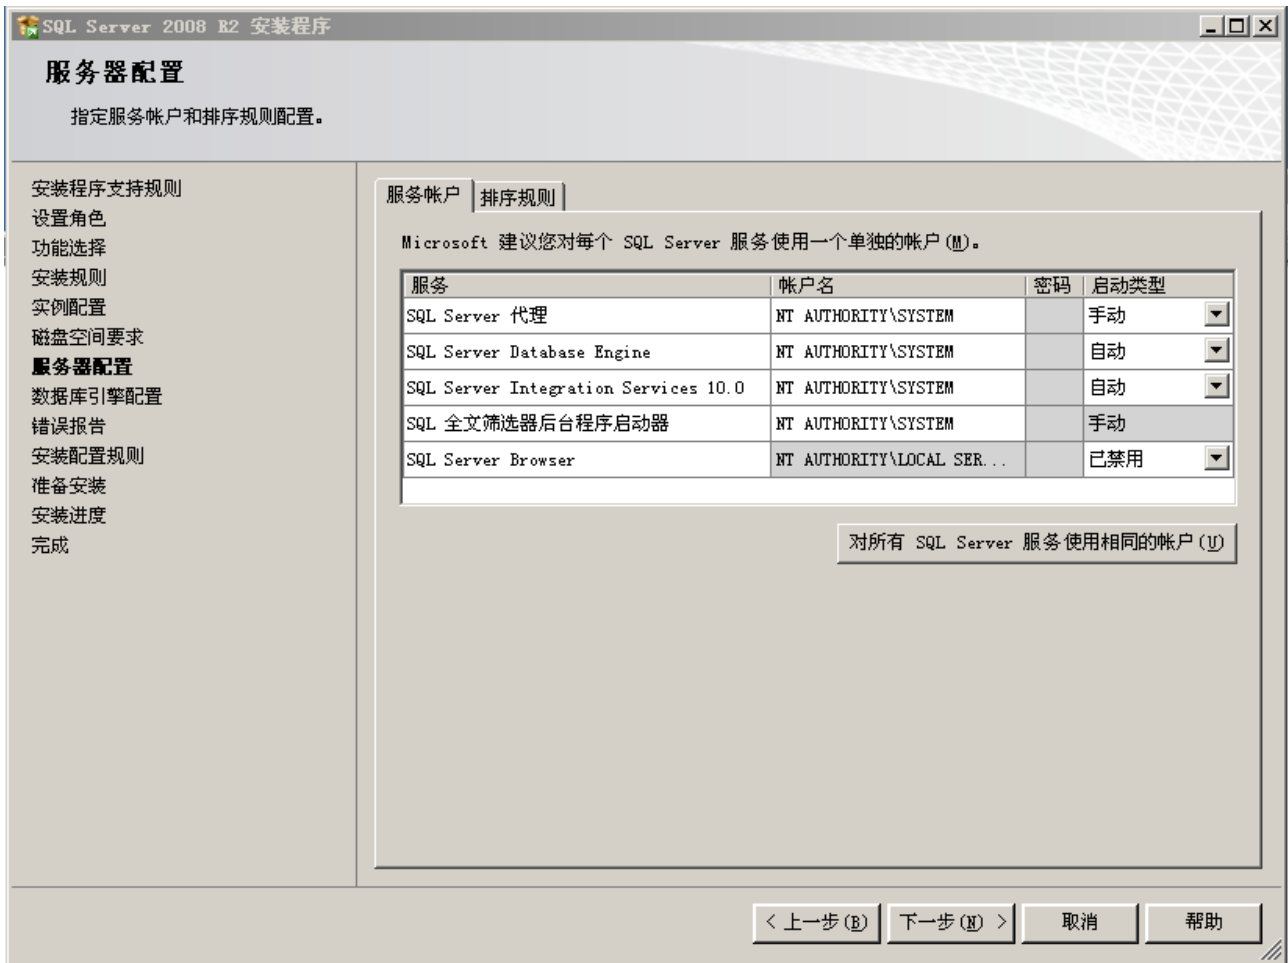 SQL Server 2008 R2 安装程序
服务器配置
指定服务帐户和排序规则配置。
安装程序支持规则
设置角色
功能选择
安装规则
实例配置
磁盘空间要求
服务器配置
数据库引擎配置
错误报告
安装配置规则
准备安装
安装进度
完成
服务帐户 排序规则
Microsoft 建议您对每个 SQL Server 服务使用一个单独的帐户(M)。
服务 帐户名 密码 启动类型
SQL Server 代理 NT AUTHORITY\SYSTEM 手动
SQL Server Database Engine NT AUTHORITY\SYSTEM 自动
SQL Server Integration Services 10.0 NT AUTHORITY\SYSTEM 自动
SQL 全文筛选器后台程序启动器 NT AUTHORITY\SYSTEM 手动
SQL Server Browser NT AUTHORITY\LOCAL SER... 已禁用
对所有 SQL Server 服务使用相同的帐户(U)
< 上一步(B) 下一步(N) > 取消 帮助